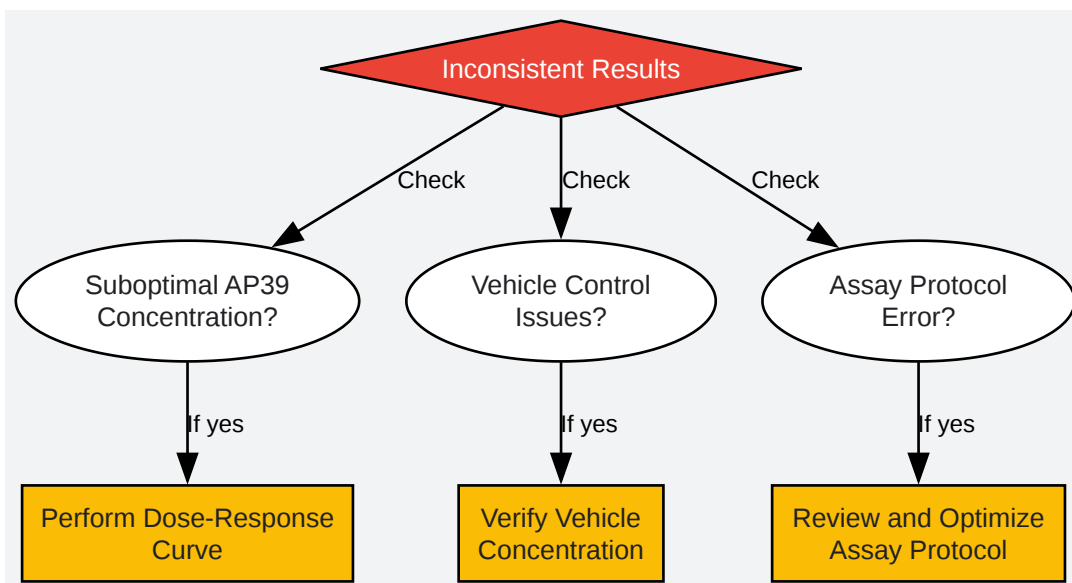 Inconsistent Results
Check
Check
Check
Suboptimal AP39
Concentration?
Vehicle Control
Issues?
Assay Protocol
Error?
If yes
If yes
If yes
Perform Dose-Response
Curve
Verify Vehicle
Concentration
Review and Optimize
Assay Protocol